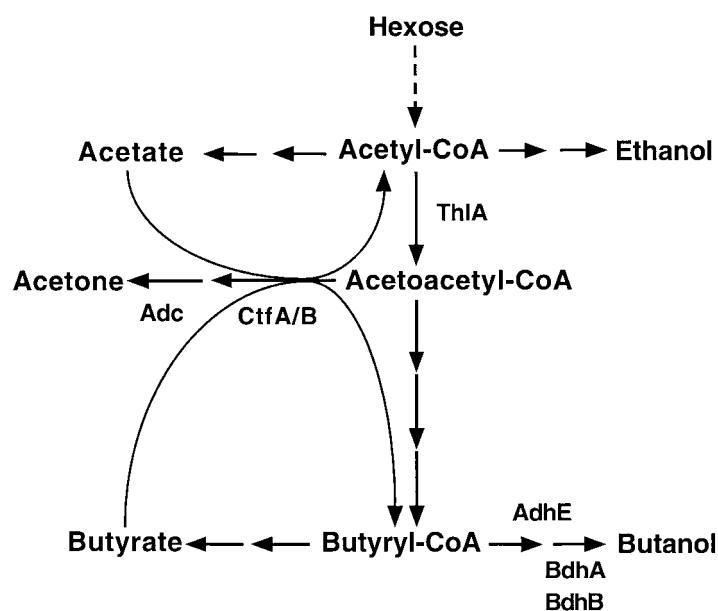 Hexose
Acetate
Acetyl-CoA
Ethanol
ThlA
Acetone
Acetoacetyl-CoA
Adc
CtfA/B
AdhE
Butyrate
Butyryl-CoA
Butanol
BdhA
BdhB